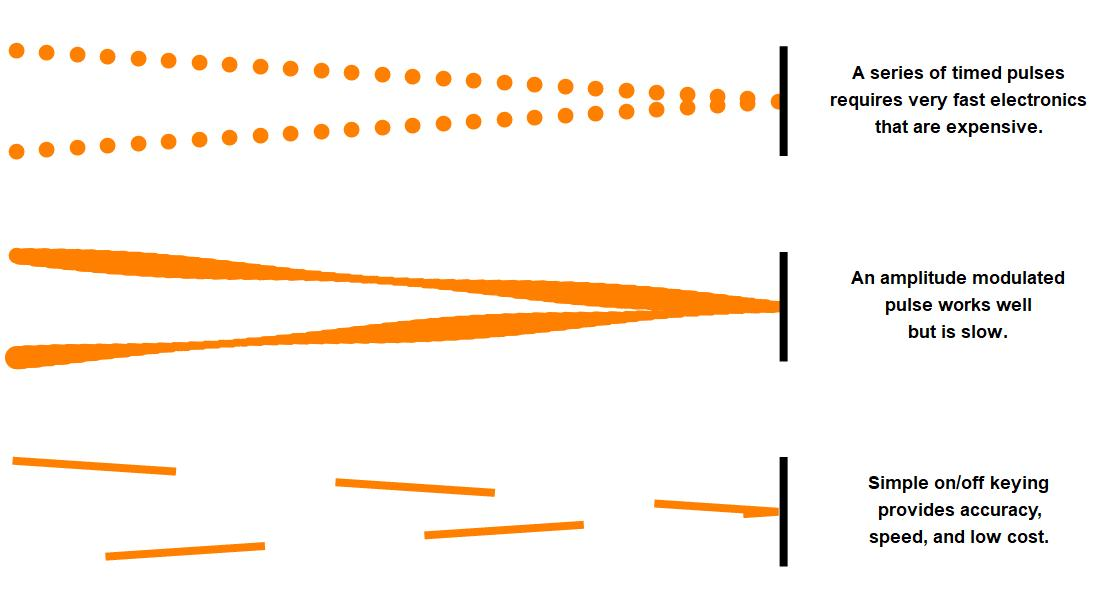 A series of timed pulses
requires very fast electronics
that are expensive.
An amplitude modulated
pulse works well
but is slow.
Simple on/off keying
provides accuracy,
speed, and low cost.